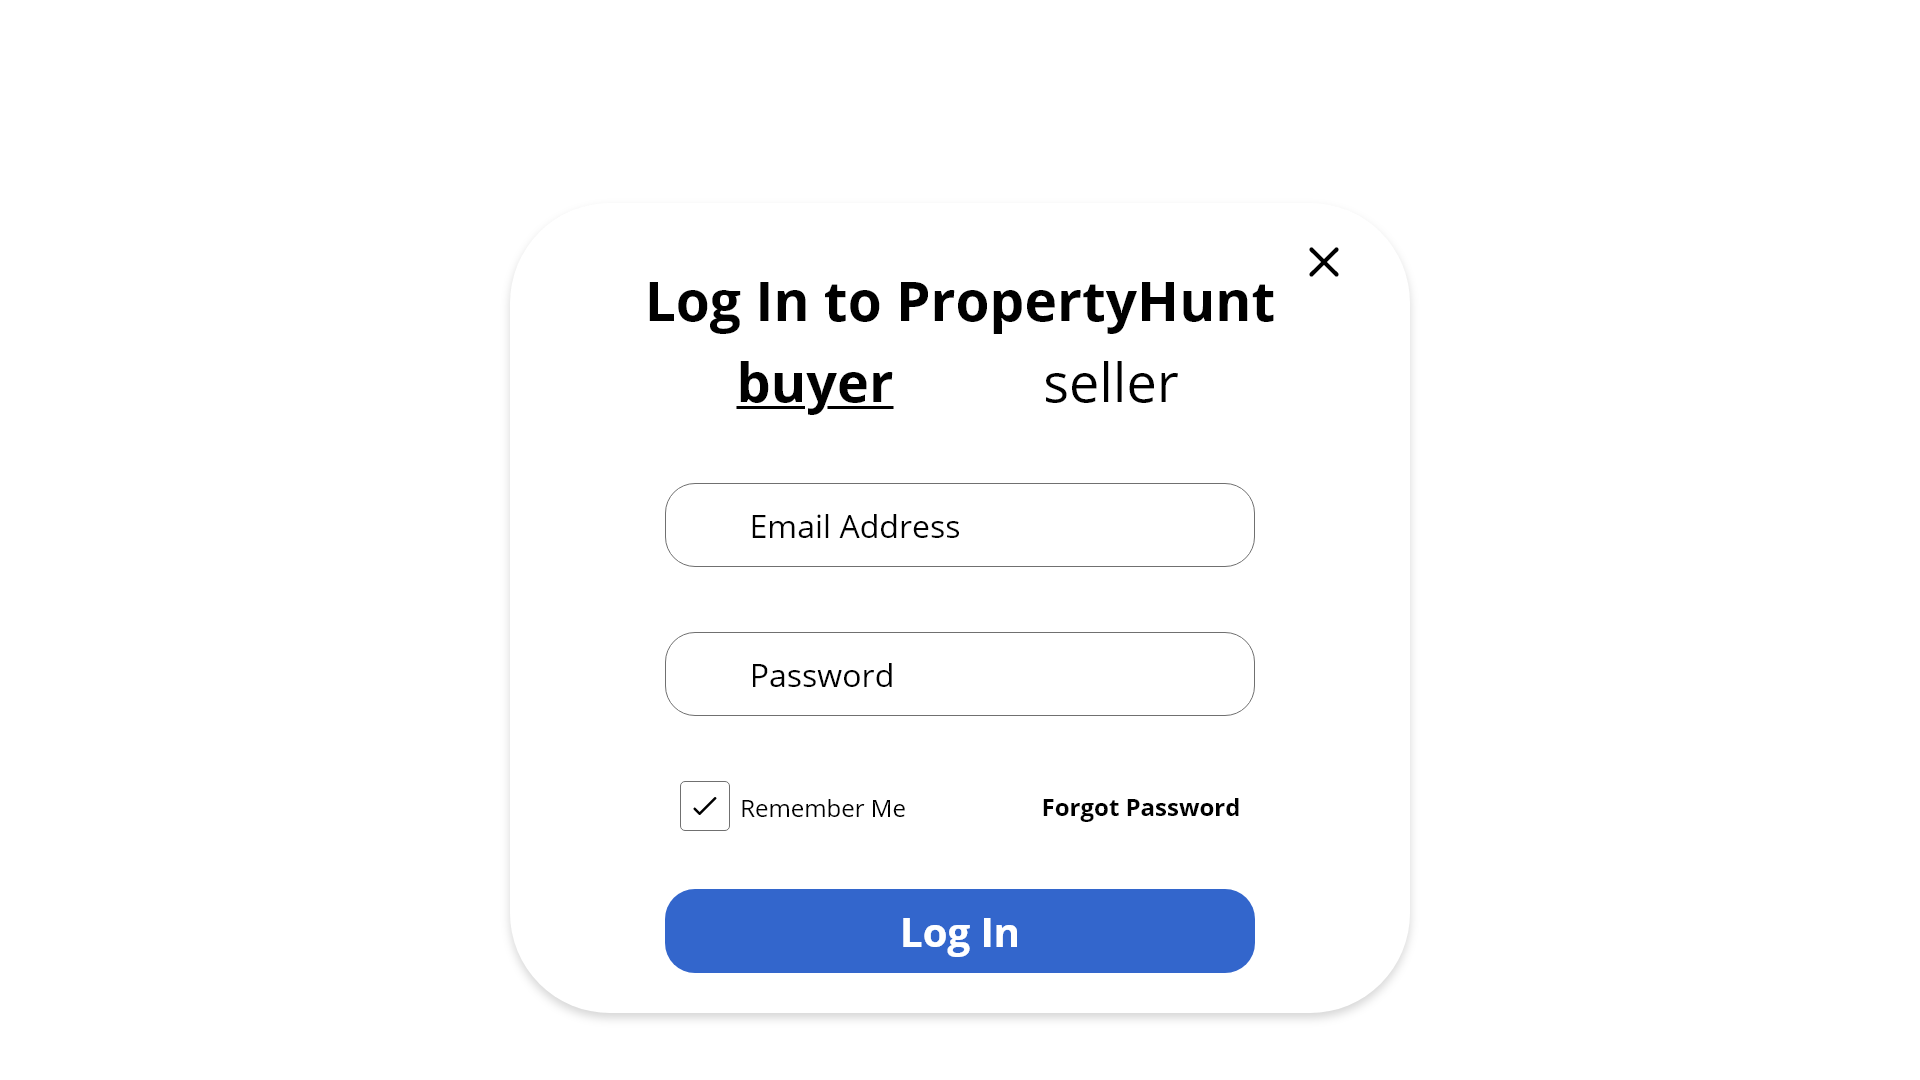 Log In to PropertyHunt
buyer seller
Email Address
Password
Remember Me Forgot Password
Log In